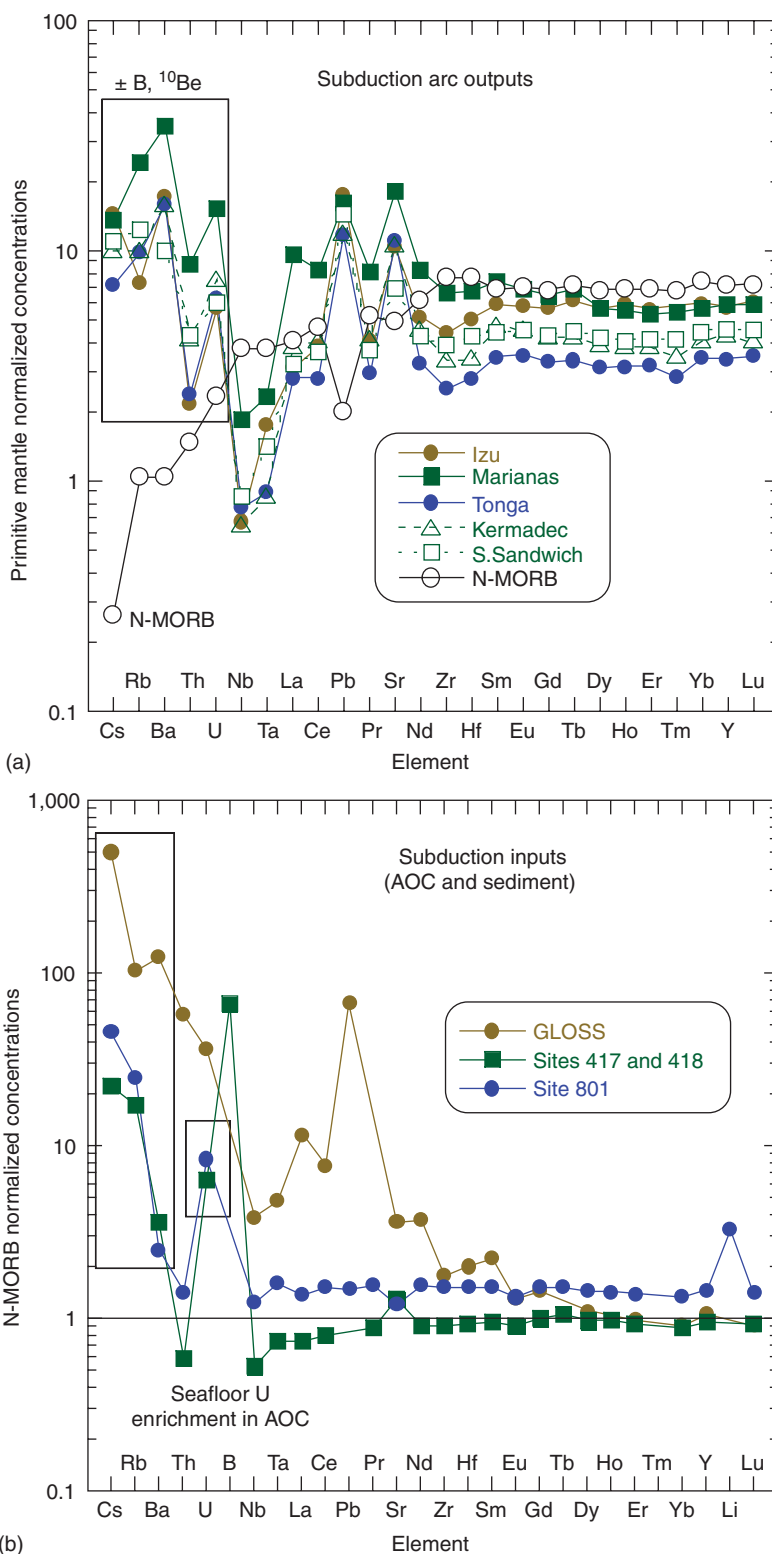 100
± B, ¹⁰Be
Subduction arc outputs
10
Primitive mantle normalized concentrations
1
Izu
Marianas
Tonga
Kermadec
S.Sandwich
N-MORB
N-MORB
Rb Th Nb La Pb Sr Zr Sm Gd Dy Er Yb Lu
0.1
Cs Ba U Ta Ce Pr Nd Hf Eu Tb Ho Tm Y
(a)
Element
1,000
Subduction inputs
(AOC and sediment)
100
N-MORB normalized concentrations
GLOSS
Sites 417 and 418
Site 801
10
1
Seafloor U
enrichment in AOC
Rb Th B Ta Ce Pr Nd Hf Eu Tb Ho Tm Y Lu
0.1
Cs Ba U Nb La Pb Sr Zr Sm Gd Dy Er Yb Li
(b)
Element